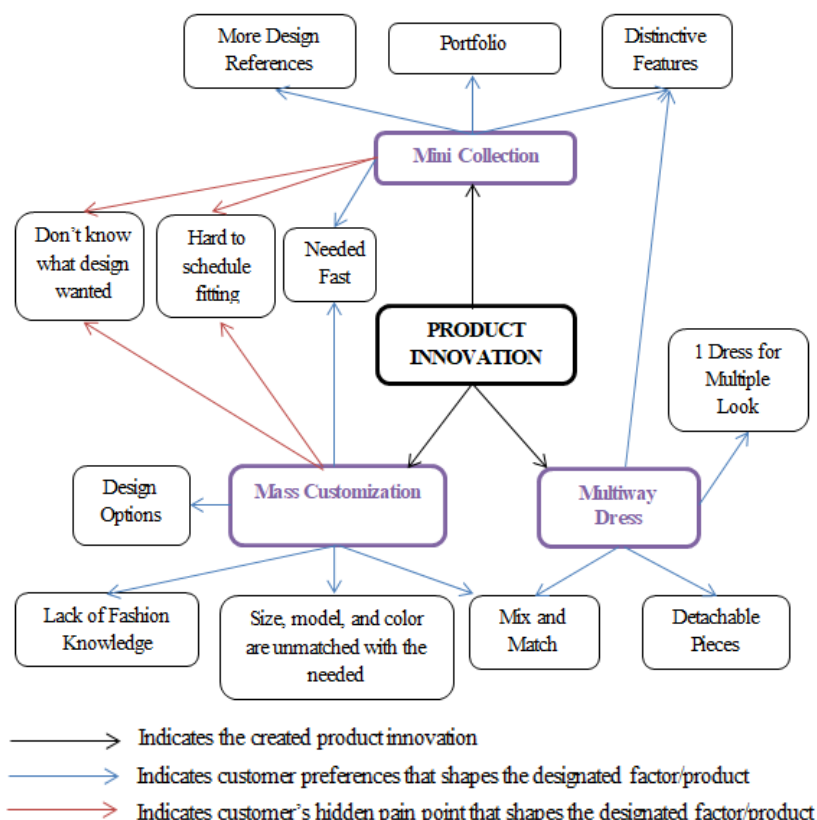 More Design
References
Portfolio
Distinctive
Features
Mini Collection
Don't know
what design
wanted
Hard to
schedule
fitting
Needed
Fast
PRODUCT
INNOVATION
1 Dress for
Multiple
Look
Design
Options
Mass Customization
Multiway
Dress
Lack of Fashion
Knowledge
Size, model, and color
are unmatched with the
needed
Mix and
Match
Detachable
Pieces
Indicates the created product innovation
Indicates customer preferences that shapes the designated factor/product
Indicates customer's hidden pain point that shapes the designated factor/product